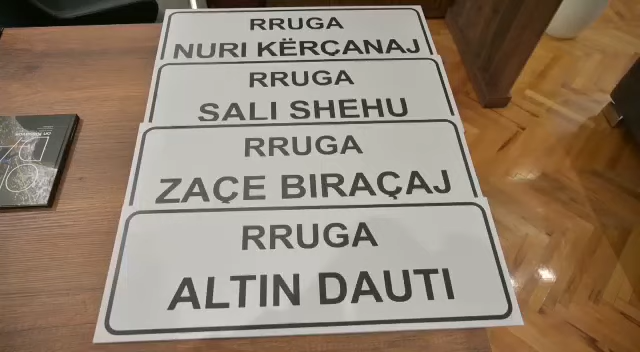 RRUGA
NURI KËRÇANAJ
RRUGA
SALI SHEHU
RRUGA
ZAÇE BIRAÇAJ
RRUGA
ALTIN DAUTI